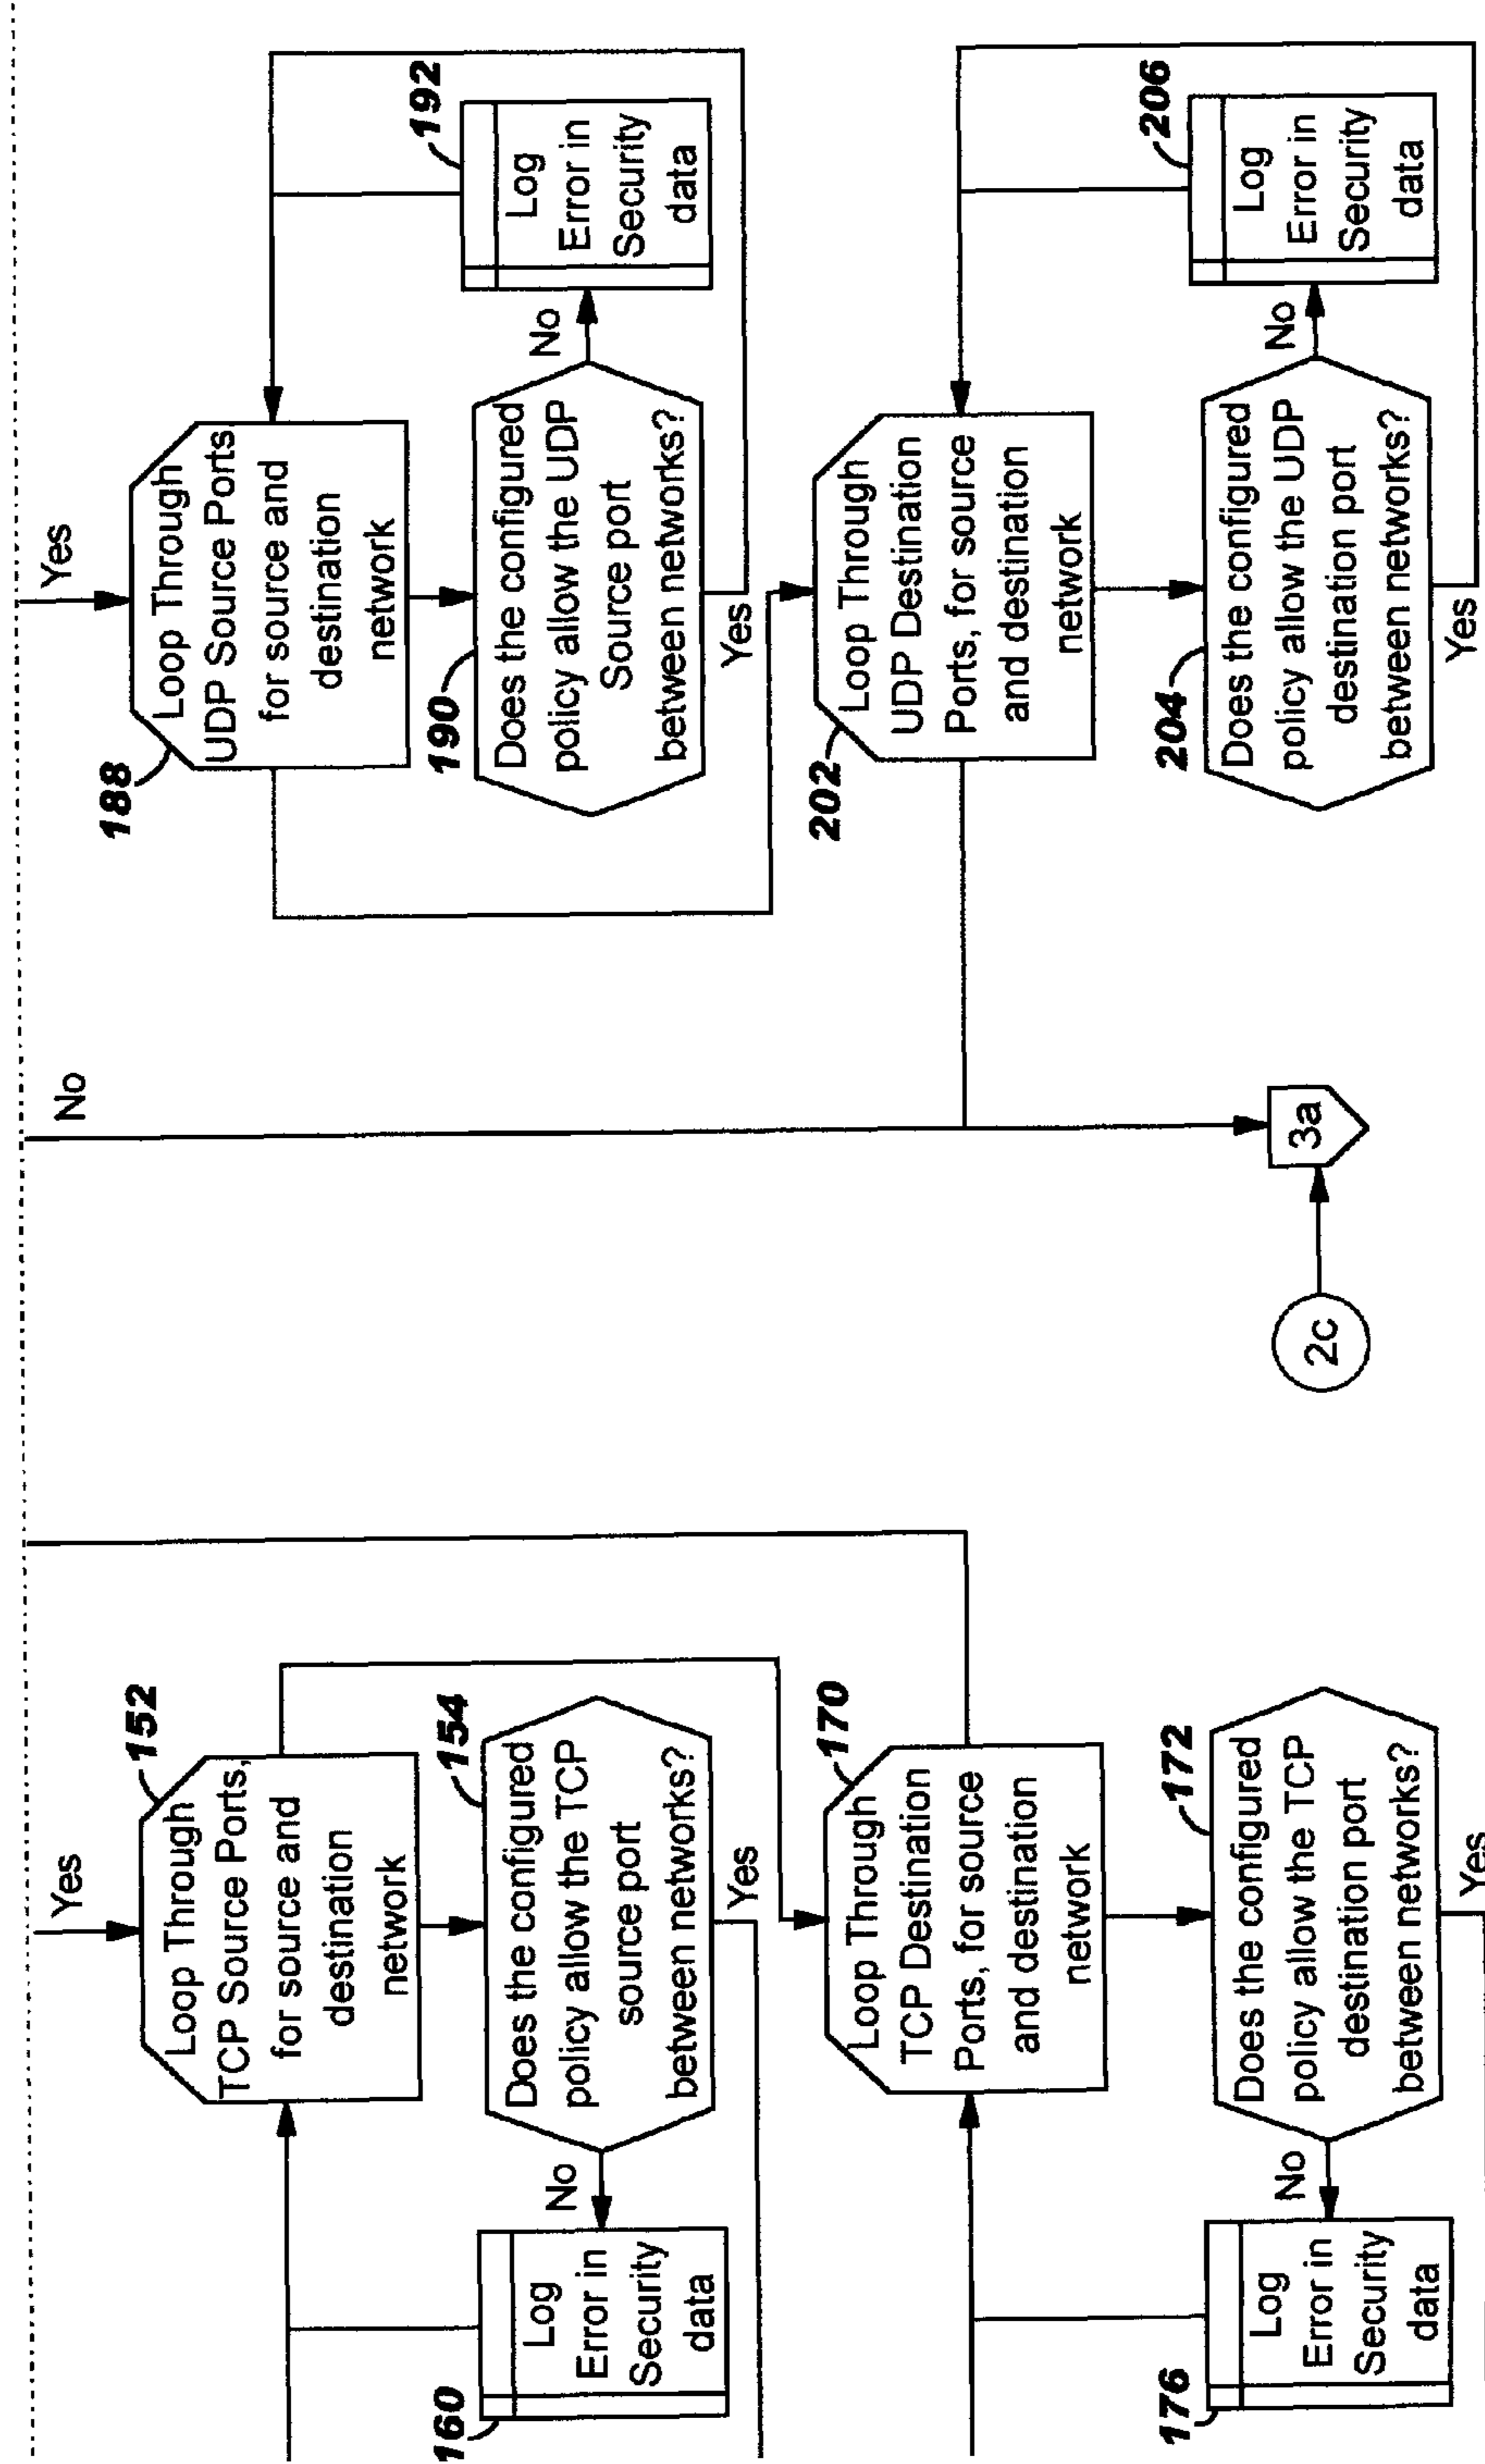 Yes
152
Loop Through
TCP Source Ports,
for source and
destination
network
154
Does the configured
policy allow the TCP
source port
between networks?
No
Yes
160
Log
Error in
Security
data
170
Loop Through
TCP Destination
Ports, for source
and destination
network
172
Does the configured
policy allow the TCP
destination port
between networks?
No
Yes
176
Log
Error in
Security
data
No
2c
3a
Yes
188
Loop Through
UDP Source Ports
for source and
destination
network
190
Does the configured
policy allow the UDP
Source port
between networks?
No
Yes
192
Log
Error in
Security
data
202
Loop Through
UDP Destination
Ports, for source
and destination
network
204
Does the configured
policy allow the UDP
destination port
between networks?
No
Yes
206
Log
Error in
Security
data